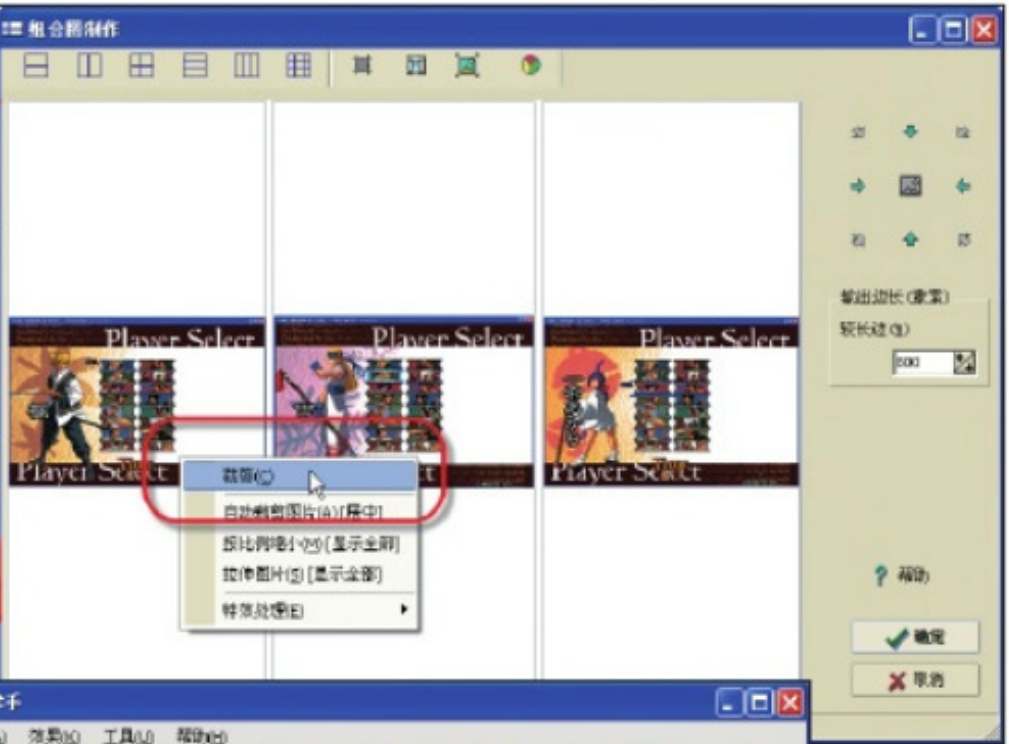 组合图制作
Player Select
Player Select
Player Select
Player Select
Player Select
裁剪(C)
自动裁剪图片(A)[居中]
按比例缩小(M)[显示全部]
拉伸图片(S)[显示全部]
特效处理(E)
输出边长(像素)
较长边
800
帮助
确定
取消
手
效果(X) 工具(U) 帮助(H)